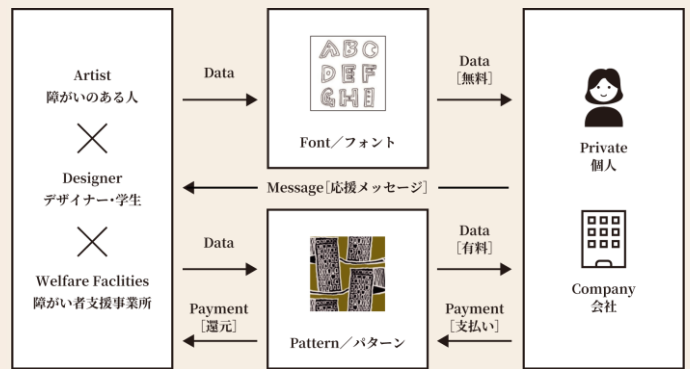 Artist
障がいのある人
Designer
デザイナー・学生
Welfare Faclities
障がい者支援事業所
Data
ABC
DEF
GHI
Font／フォント
Data
[無料]
Message[応援メッセージ]
Data
Payment
[還元]
Pattern／パターン
Data
[有料]
Payment
[支払い]
Private
個人
Company
会社